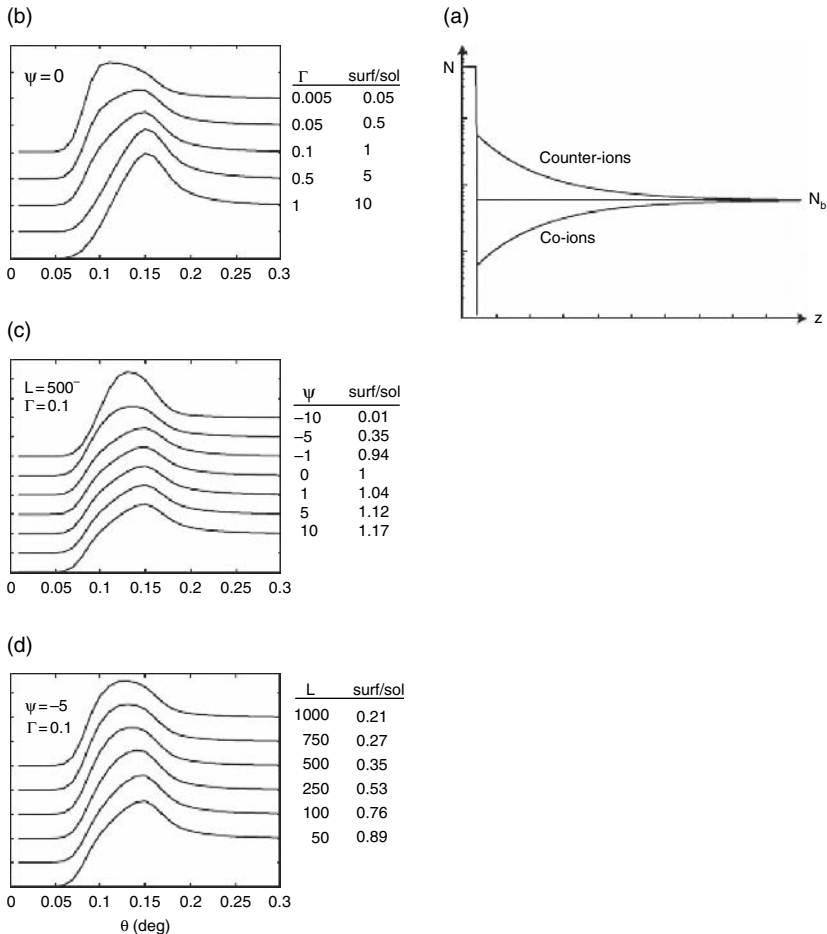 (b)
ψ=0
Γ surf/sol
0.005 0.05
0.05 0.5
0.1 1
0.5 5
1 10
0 0.05 0.1 0.15 0.2 0.25 0.3
(a)
N
Counter-ions
N_b
Co-ions
z
(c)
L=500⁻
Γ=0.1
ψ surf/sol
−10 0.01
−5 0.35
−1 0.94
0 1
1 1.04
5 1.12
10 1.17
0 0.05 0.1 0.15 0.2 0.25 0.3
(d)
ψ=−5
Γ=0.1
L surf/sol
1000 0.21
750 0.27
500 0.35
250 0.53
100 0.76
50 0.89
0 0.05 0.1 0.15 0.2 0.25 0.3
θ (deg)